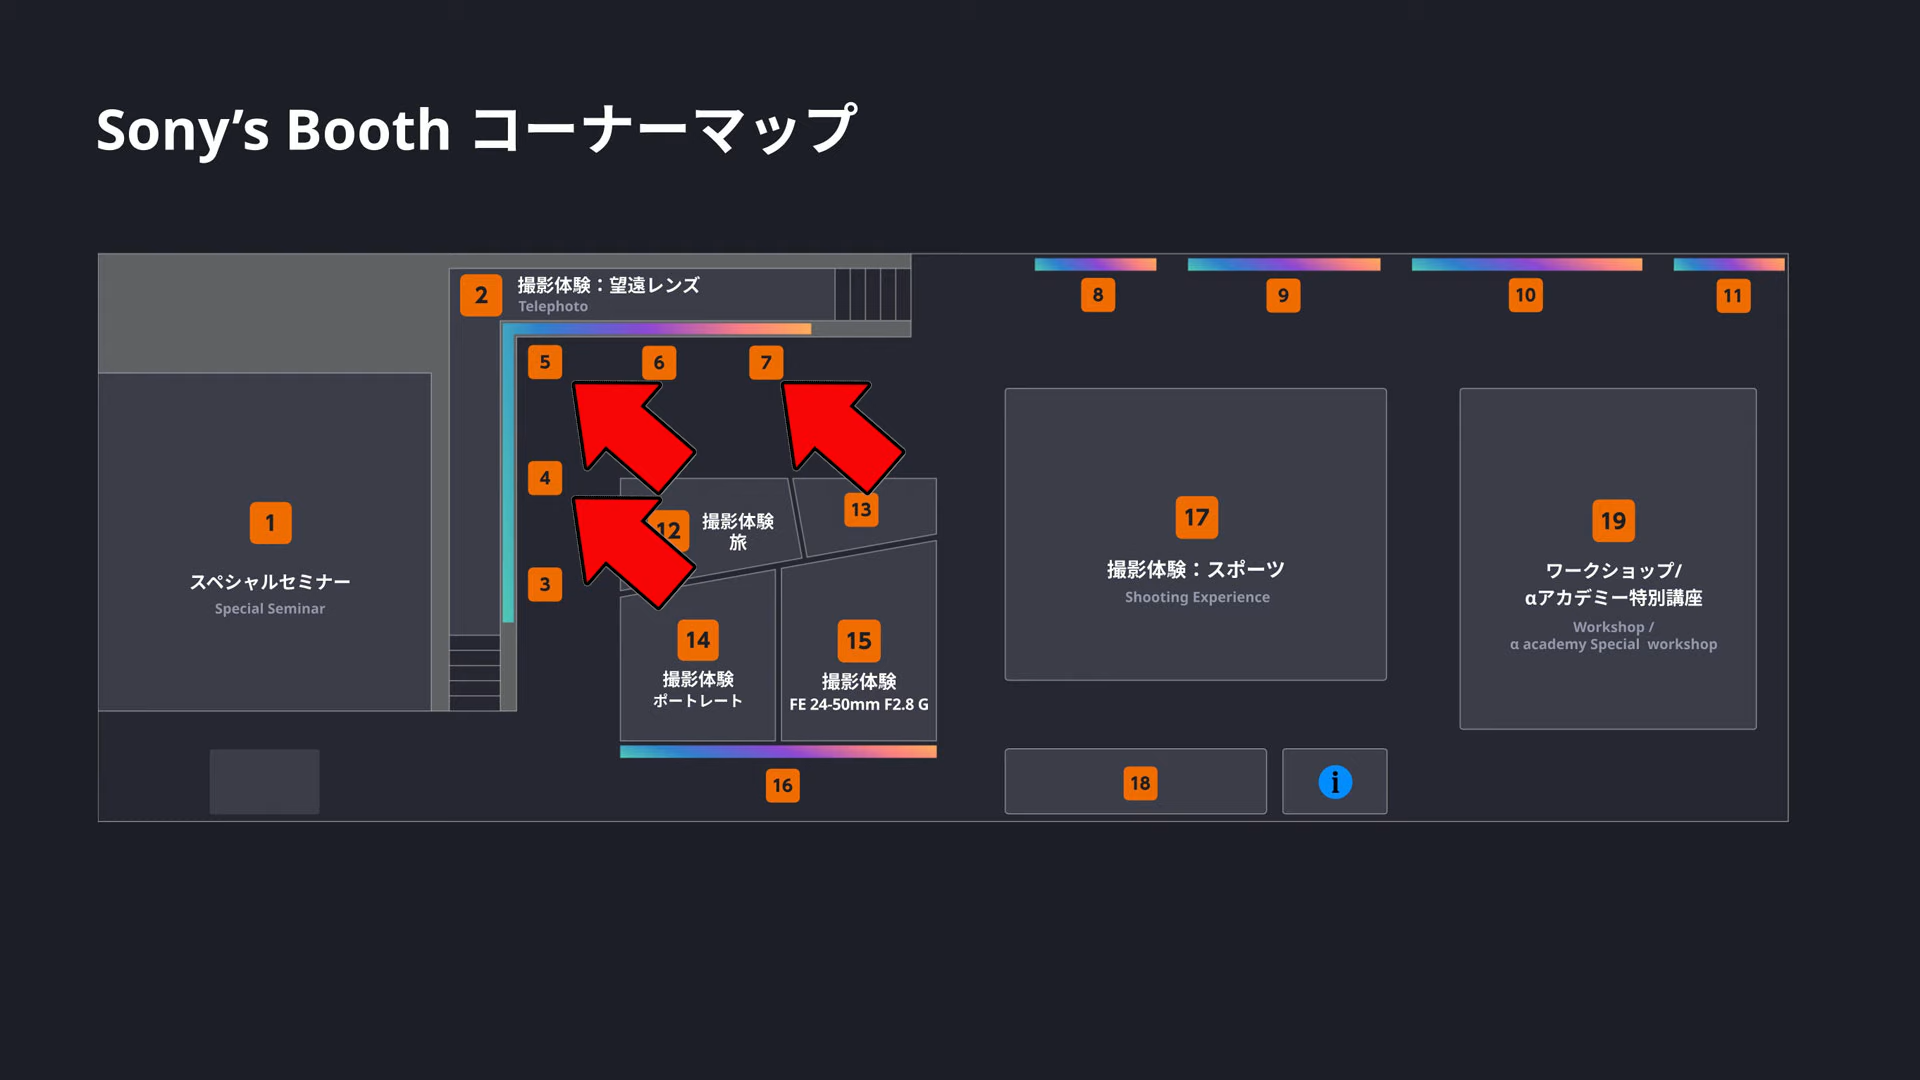 Sony’s Booth コーナーマップ
2
撮影体験：望遠レンズ
Telephoto
8
9
10
11
5
6
7
4
3
1
スペシャルセミナー
Special Seminar
12
撮影体験
旅
13
14
撮影体験
ポートレート
15
撮影体験
FE 24-50mm F2.8 G
16
17
撮影体験：スポーツ
Shooting Experience
18
i
19
ワークショップ/
αアカデミー特別講座
Workshop /
α academy Special workshop